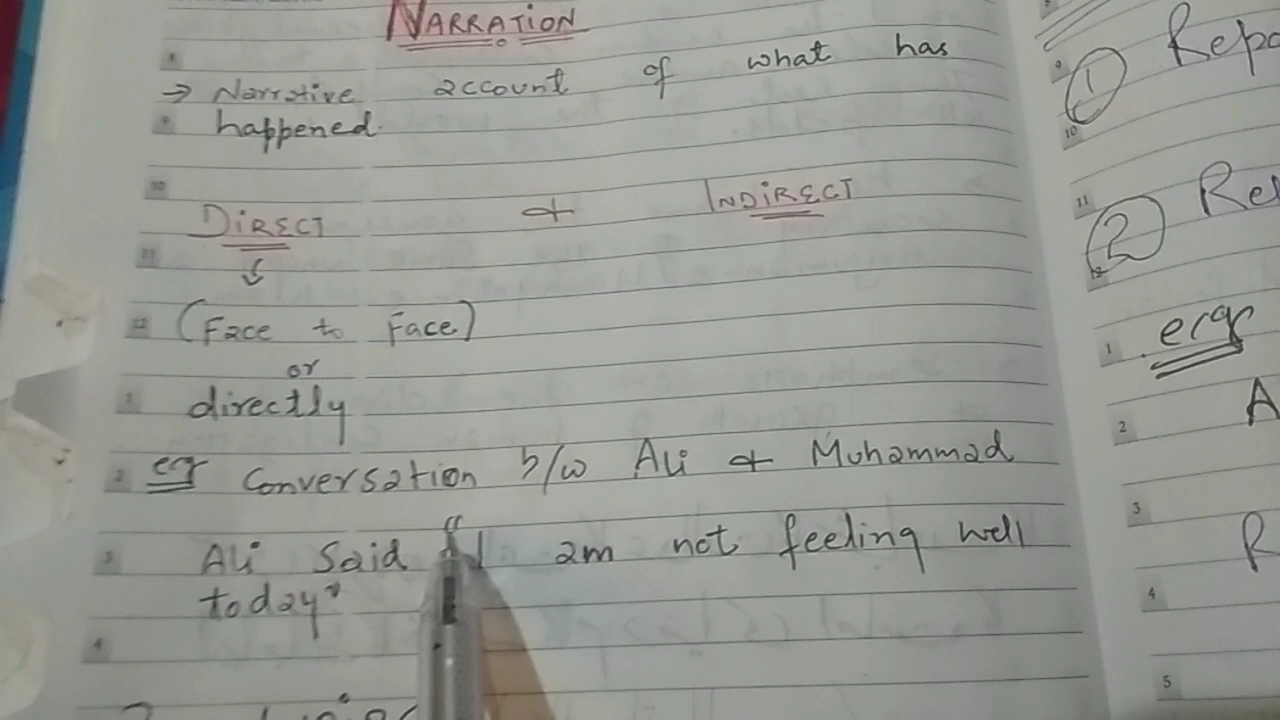 NARRATION
→ Narrative account of what has
happened.
DIRECT & INDIRECT
(Face to Face)
or
directly
eg Conversation b/w Ali & Muhammad
Ali Said "I am not feeling well
today"
1
2
A
R